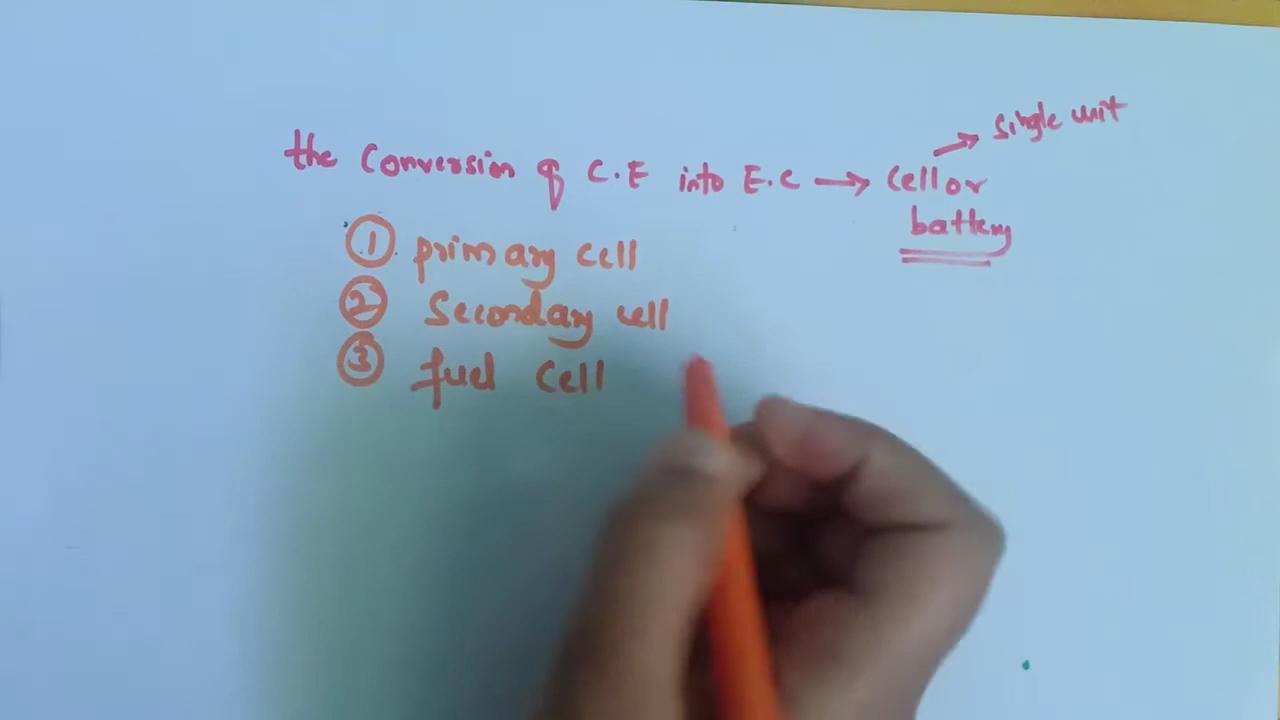 the Conversion of C.E into E.C → Cell or → Single unit
battery
① primary cell
② Secondary cell
③ fuel Cell